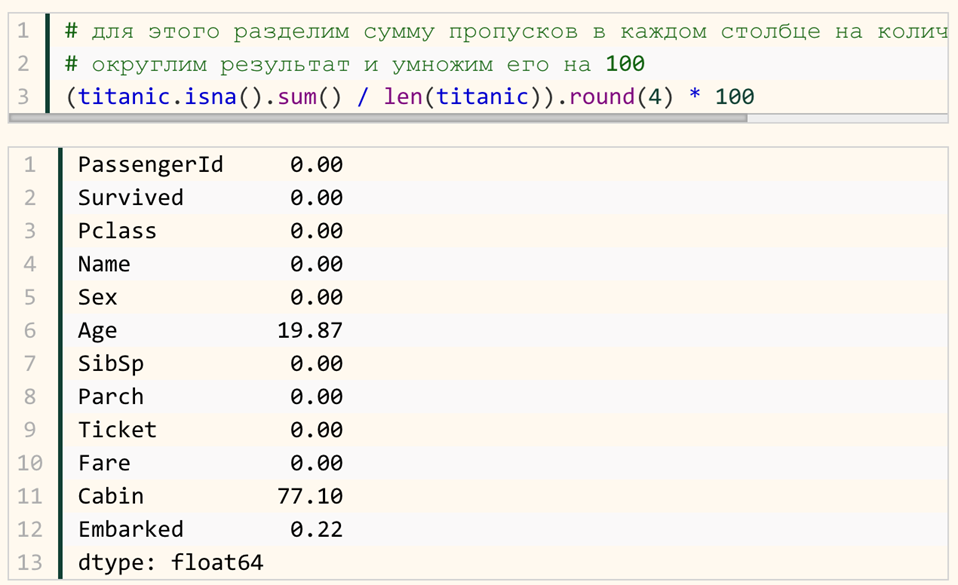 1 # для этого разделим сумму пропусков в каждом столбце на колич
2 # округлим результат и умножим его на 100
3 (titanic.isna().sum() / len(titanic)).round(4) * 100
1 PassengerId 0.00
2 Survived 0.00
3 Pclass 0.00
4 Name 0.00
5 Sex 0.00
6 Age 19.87
7 SibSp 0.00
8 Parch 0.00
9 Ticket 0.00
10 Fare 0.00
11 Cabin 77.10
12 Embarked 0.22
13 dtype: float64